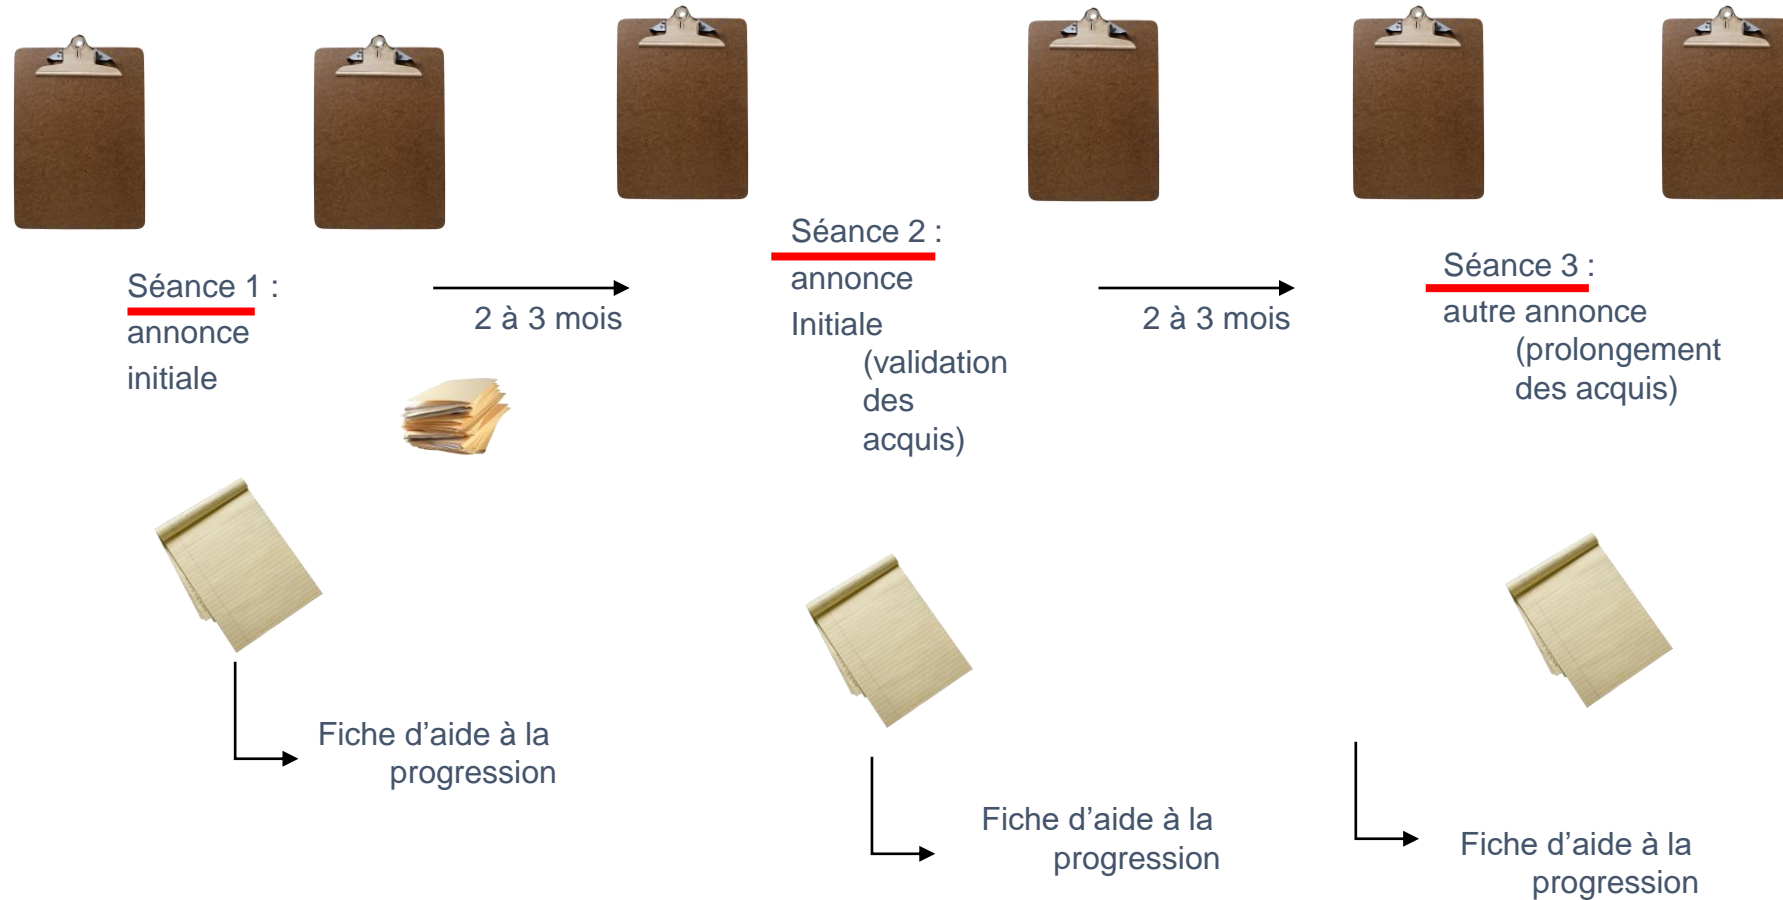 Séance 1 :
annonce
initiale
2 à 3 mois
Séance 2 :
annonce
Initiale
(validation
des
acquis)
2 à 3 mois
Séance 3 :
autre annonce
(prolongement
des acquis)
Fiche d’aide à la
progression
Fiche d’aide à la
progression
Fiche d’aide à la
progression